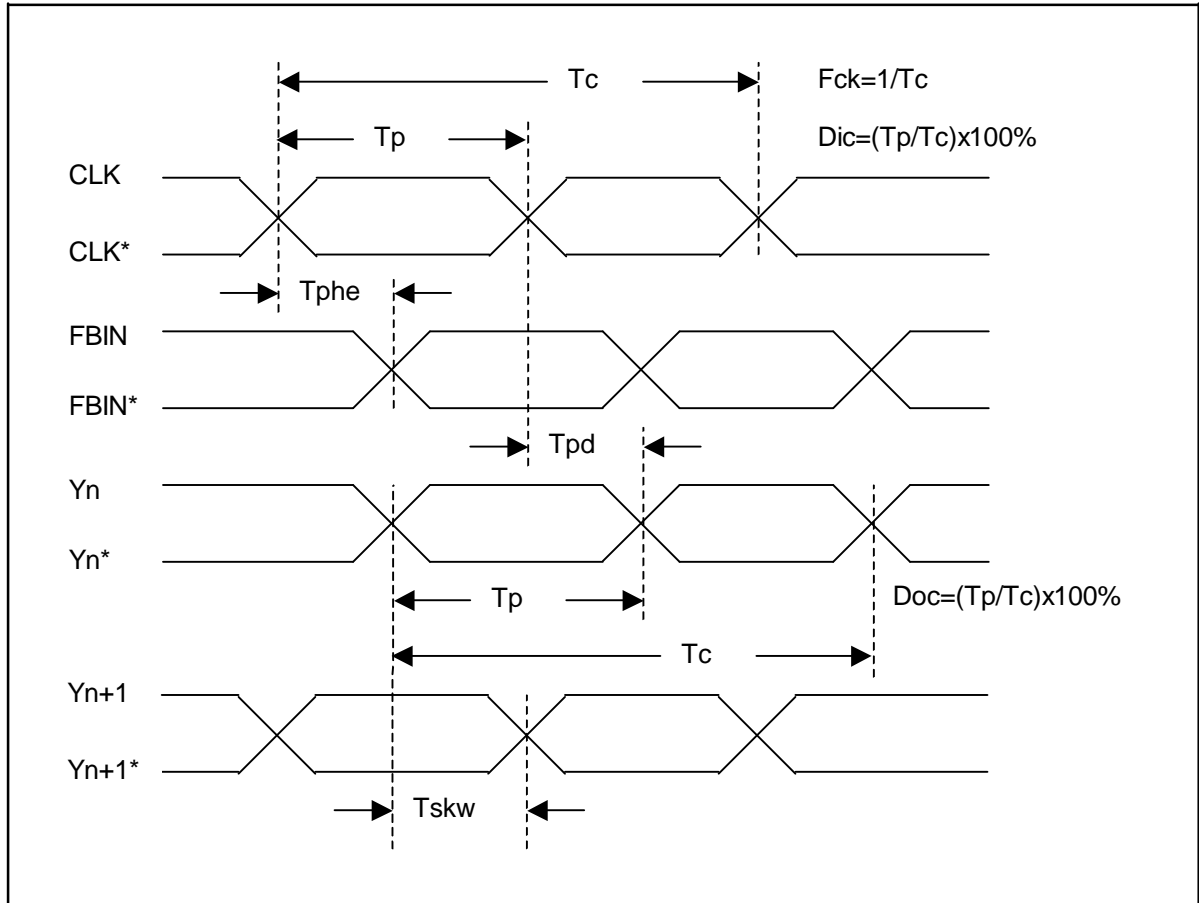 Tc
Fck=1/Tc
Tp
Dic=(Tp/Tc)x100%
CLK
CLK*
Tphe
FBIN
FBIN*
Tpd
Yn
Yn*
Tp
Doc=(Tp/Tc)x100%
Tc
Yn+1
Yn+1*
Tskw